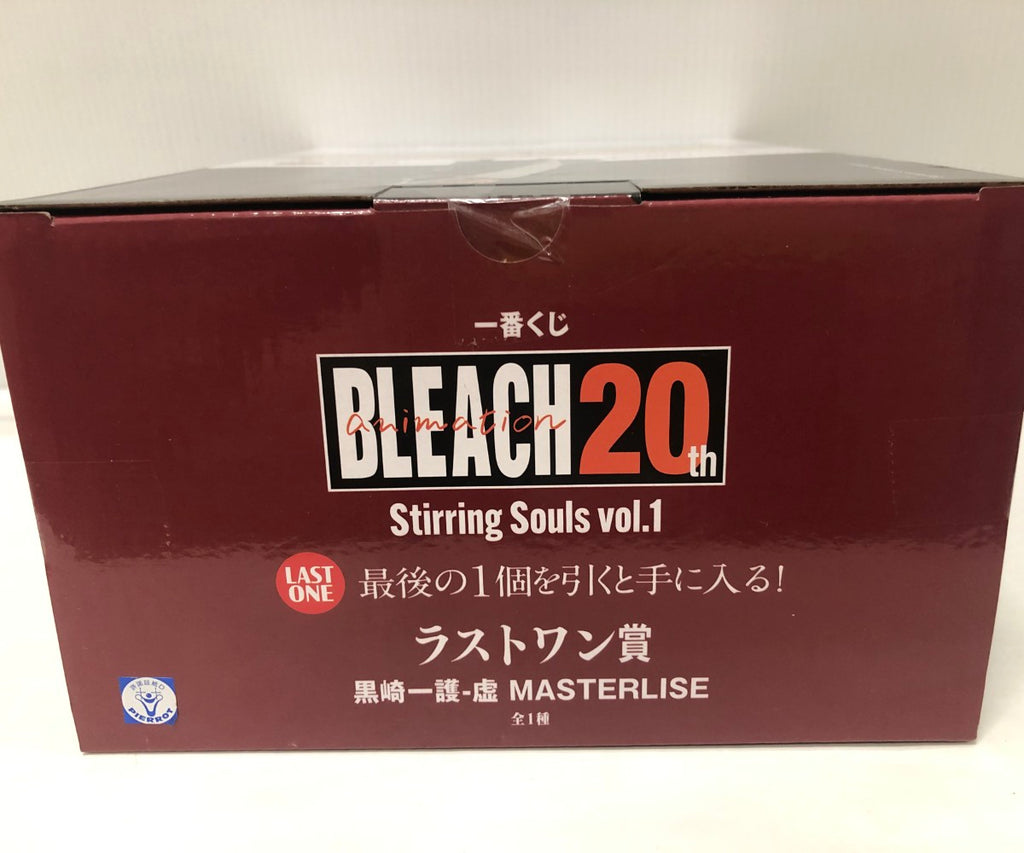 一番くじ
BLEACH 20th
animation
Stirring Souls vol.1
LAST ONE
最後の1個を引くと手に入る!
ラストワン賞
黒崎一護-虚 MASTERLISE
全1種
PIERROT